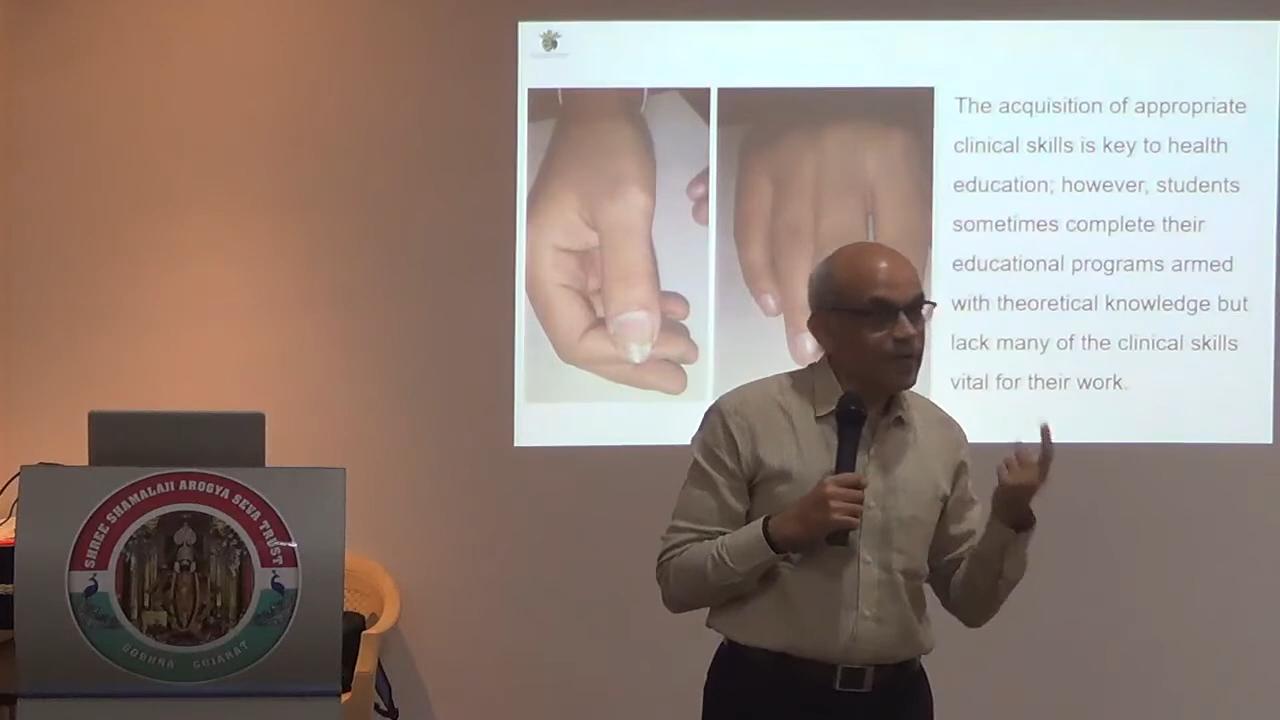 The acquisition of appropriate
clinical skills is key to health
education; however, students
sometimes complete their
educational programs armed
with theoretical knowledge but
lack many of the clinical skills
vital for their work.
SHREE SHAMALAJI AROGYA SEVA TRUST
GODHRA GUJARAT